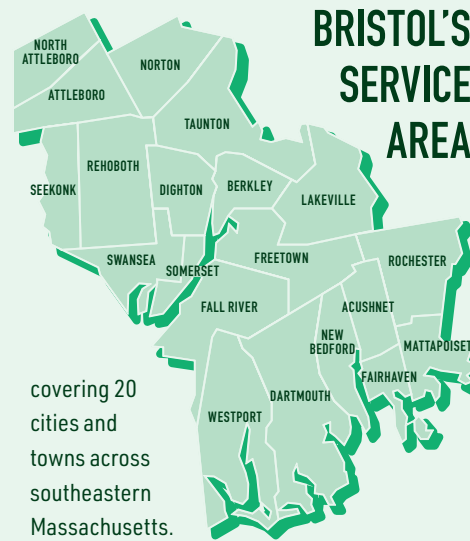 BRISTOL'S
SERVICE
AREA
NORTH
ATTLEBORO
NORTON
ATTLEBORO
TAUNTON
REHOBOTH
SEEKONK
DIGHTON
BERKLEY
LAKEVILLE
SWANSEA
SOMERSET
FREETOWN
ROCHESTER
FALL RIVER
ACUSHNET
NEW
BEDFORD
MATTAPOISET
FAIRHAVEN
DARTMOUTH
WESTPORT
covering 20
cities and
towns across
southeastern
Massachusetts.